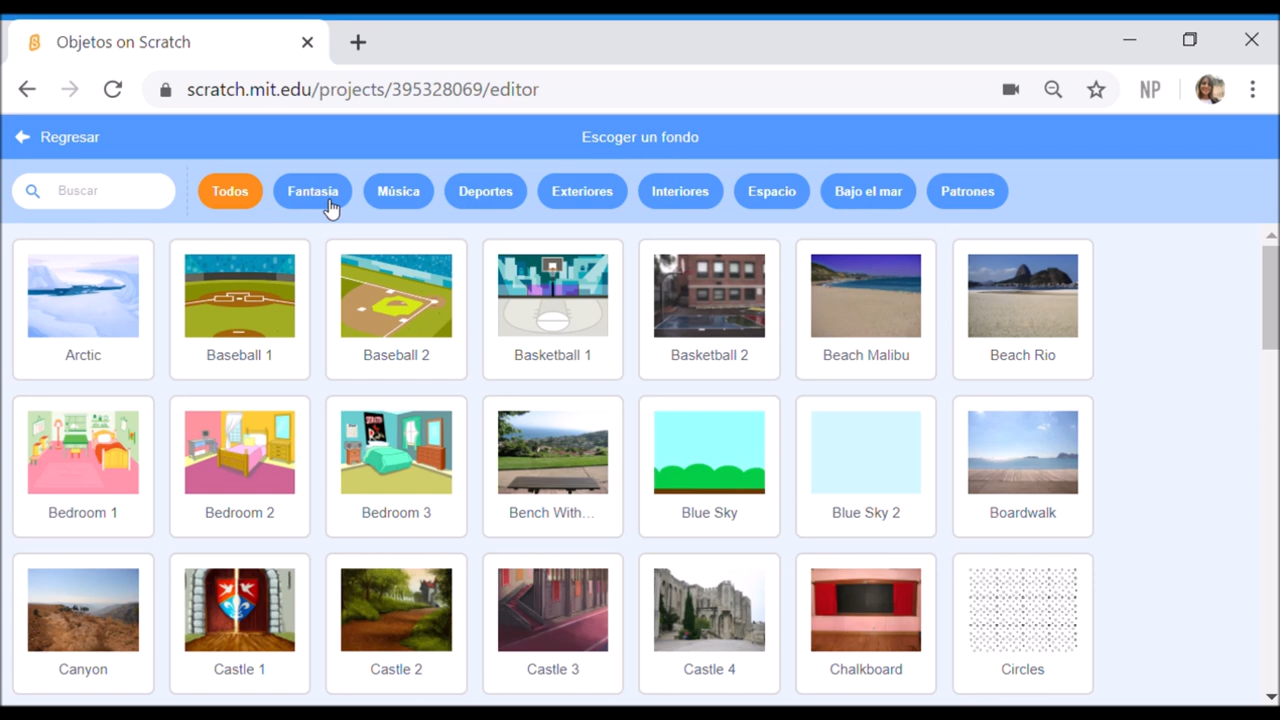 Objetos on Scratch
scratch.mit.edu/projects/395328069/editor
NP
Regresar
Escoger un fondo
Buscar
Todos
Fantasía
Música
Deportes
Exteriores
Interiores
Espacio
Bajo el mar
Patrones
Arctic
Baseball 1
Baseball 2
Basketball 1
Basketball 2
Beach Malibu
Beach Rio
Bedroom 1
Bedroom 2
Bedroom 3
Bench With...
Blue Sky
Blue Sky 2
Boardwalk
Canyon
Castle 1
Castle 2
Castle 3
Castle 4
Chalkboard
Circles